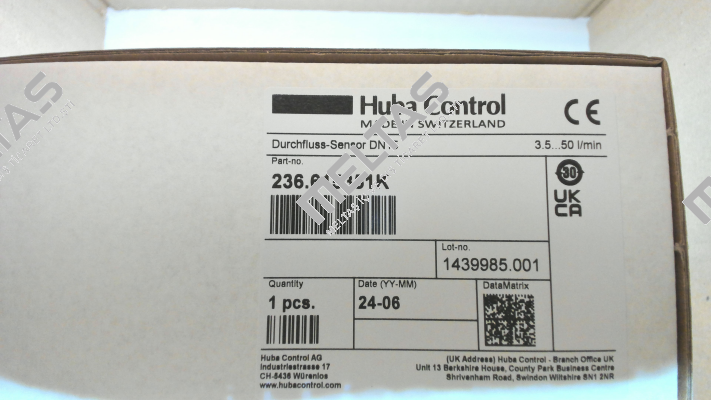 Huba Control
MADE IN SWITZERLAND
Durchfluss-Sensor 3.5...50 l/min
Part-no.
30
UK
CA
Lot-no.
1439985.001
Quantity
1 pcs.
Date (YY-MM)
24-06
DataMatrix
Huba Control AG
Industriestrasse 17
CH-5436 Würenlos
www.hubacontrol.com
(UK Address) Huba Control - Branch Office UK
Unit 13 Berkshire House, County Park Business Centre
Shrivenham Road, Swindon Wiltshire SN1 2NR
MELTAS